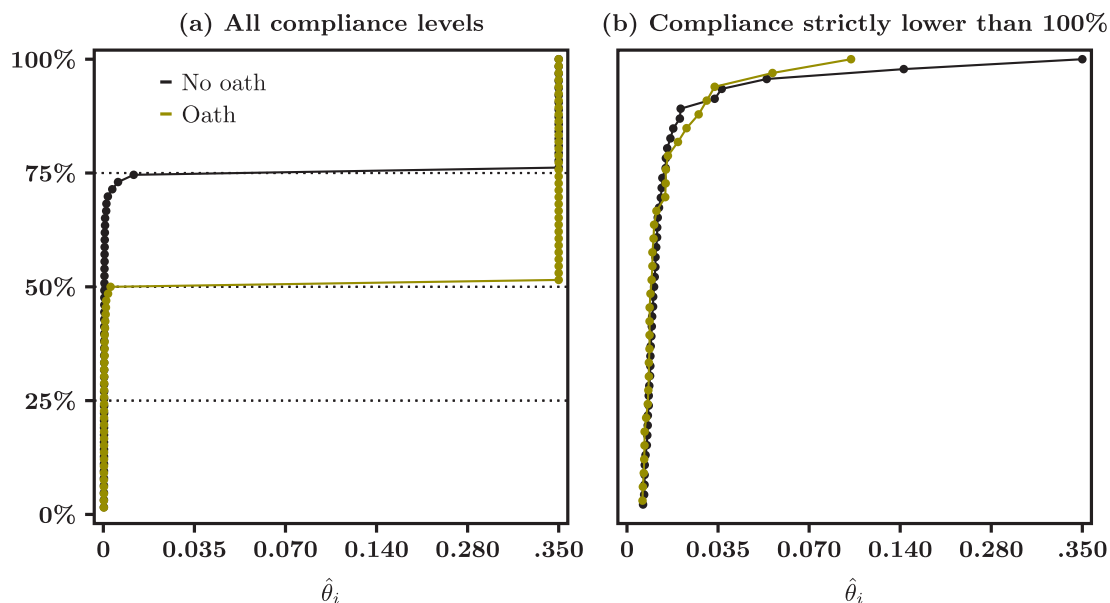 (a) All compliance levels
(b) Compliance strictly lower than 100%
100%
75%
50%
25%
0%
No oath
Oath
0 0.035 0.070 0.140 0.280 .350
0 0.035 0.070 0.140 0.280 .350
θ̂ᵢ
θ̂ᵢ